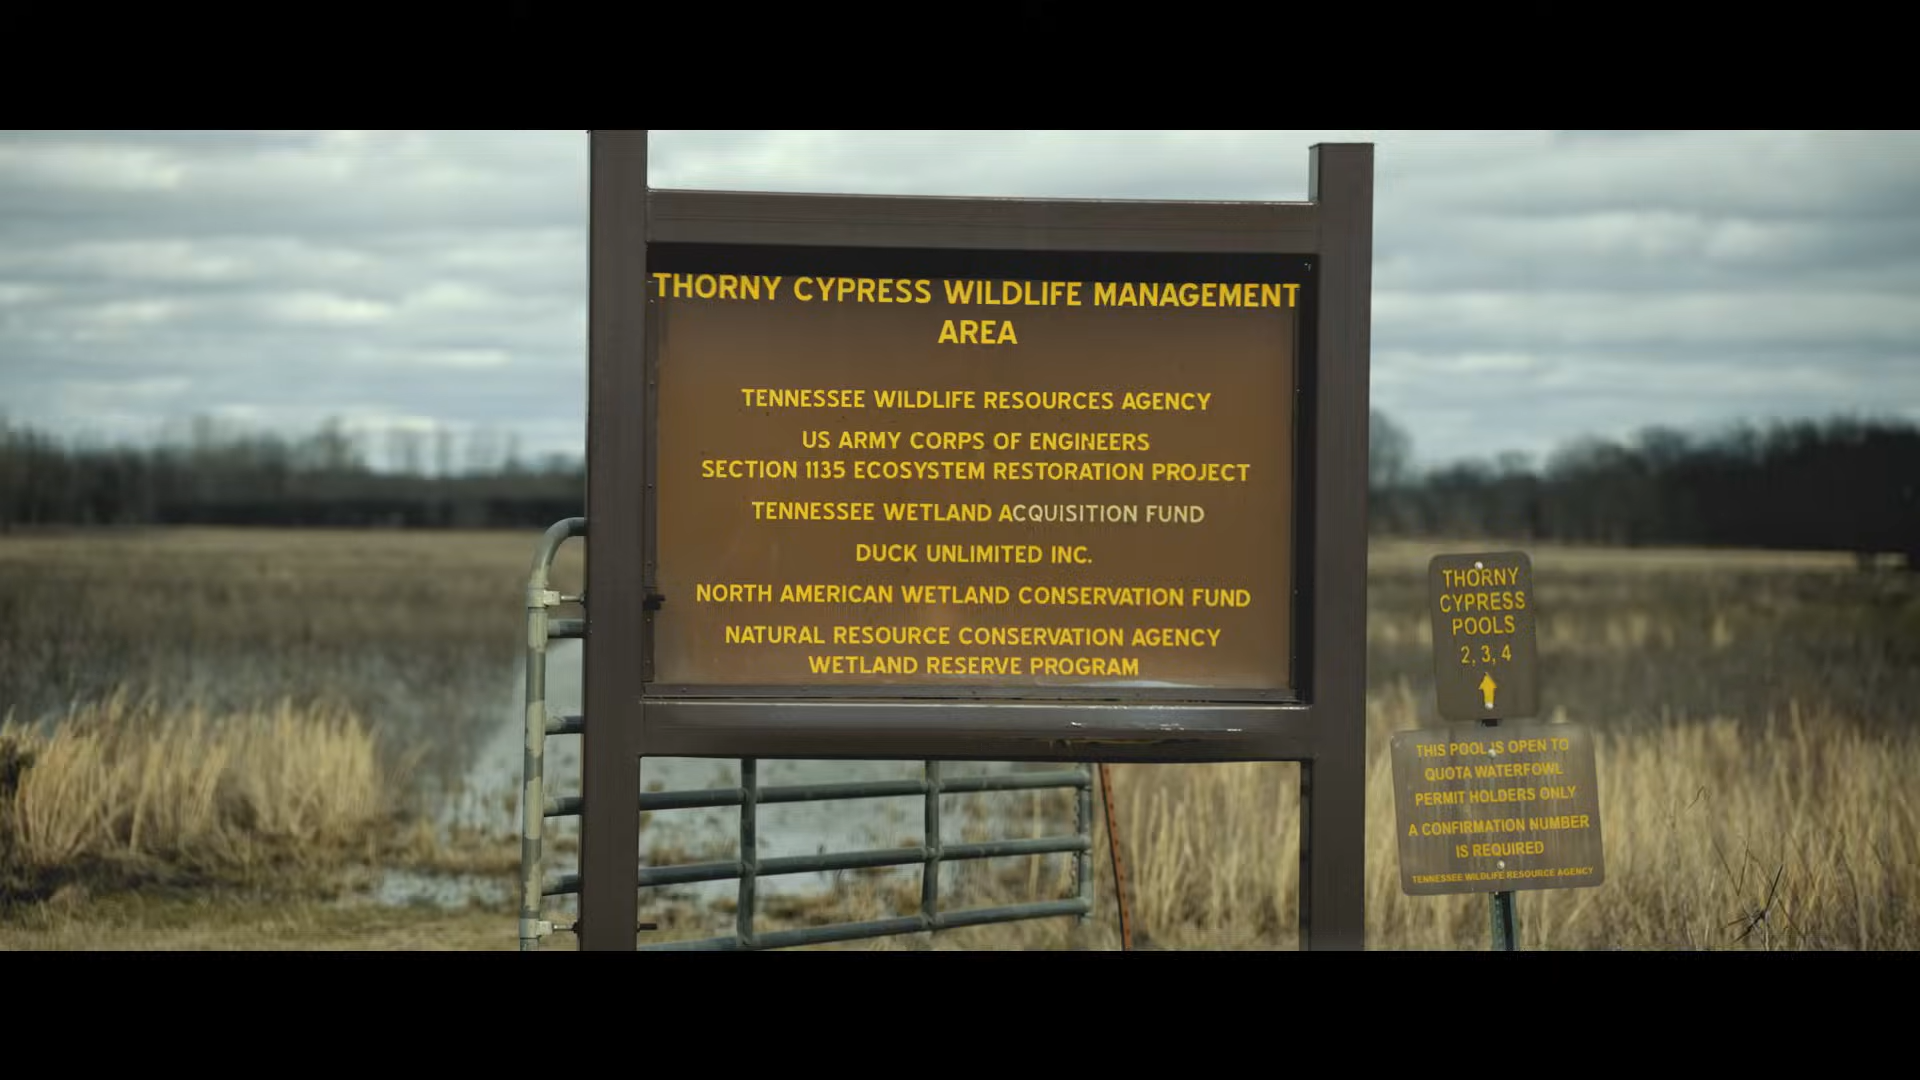 THORNY CYPRESS WILDLIFE MANAGEMENT
AREA
TENNESSEE WILDLIFE RESOURCES AGENCY
US ARMY CORPS OF ENGINEERS
SECTION 1135 ECOSYSTEM RESTORATION PROJECT
TENNESSEE WETLAND ACQUISITION FUND
DUCK UNLIMITED INC.
NORTH AMERICAN WETLAND CONSERVATION FUND
NATURAL RESOURCE CONSERVATION AGENCY
WETLAND RESERVE PROGRAM
THORNY
CYPRESS
POOLS
2, 3, 4
THIS POOL IS OPEN TO
QUOTA WATERFOWL
PERMIT HOLDERS ONLY
A CONFIRMATION NUMBER
IS REQUIRED
TENNESSEE WILDLIFE RESOURCE AGENCY